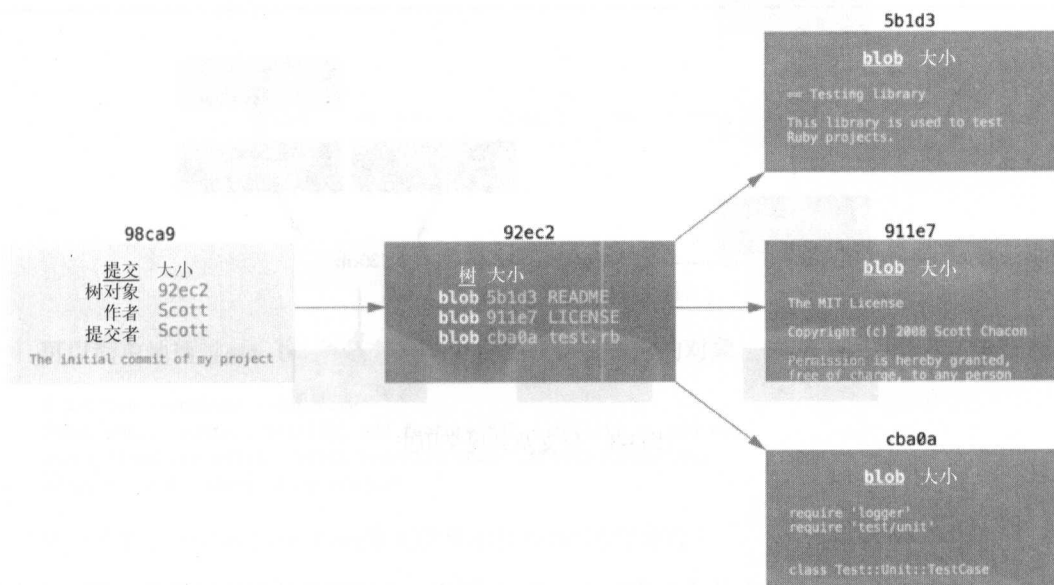 98ca9
提交 大小
树对象 92ec2
作者 Scott
提交者 Scott
The initial commit of my project
92ec2
树 大小
blob 5b1d3 README
blob 911e7 LICENSE
blob cba0a test.rb
5b1d3
blob 大小
== Testing library
This library is used to test
Ruby projects.
911e7
blob 大小
The MIT License
Copyright (c) 2008 Scott Chacon
Permission is hereby granted,
free of charge, to any person
cba0a
blob 大小
require 'logger'
require 'test/unit'
class Test::Unit::TestCase